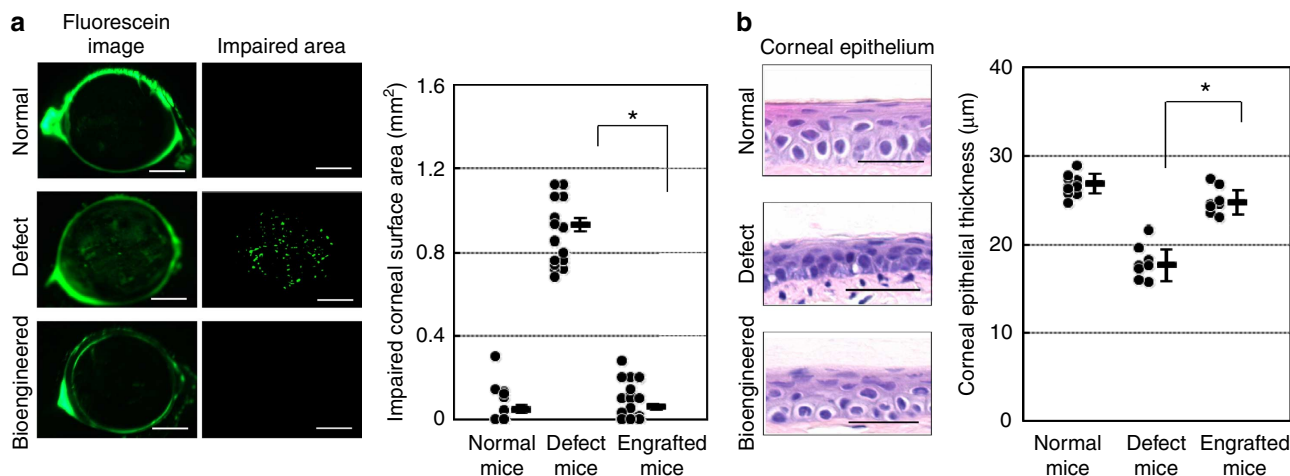 a
Fluorescein
image
Impaired area
Normal
Defect
Bioengineered
Impaired corneal surface area (mm²)
1.6
1.2
0.8
0.4
0
*
Normal
mice
Defect
mice
Engrafted
mice
b
Corneal epithelium
Normal
Defect
Bioengineered
Corneal epithelial thickness (µm)
40
30
20
10
0
*
Normal
mice
Defect
mice
Engrafted
mice